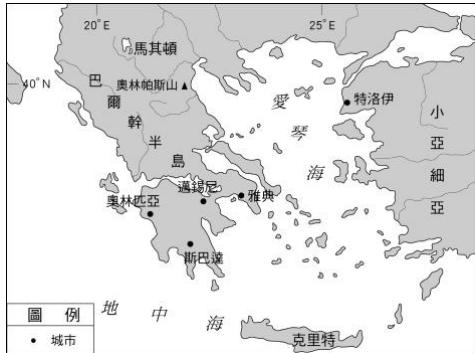 20°E
25°E
馬其頓
40°N
巴爾幹半島
奧林帕斯山
愛琴海
特洛伊
小亞細亞
邁錫尼
雅典
奧林匹亞
斯巴達
地中海
克里特
圖例
城市